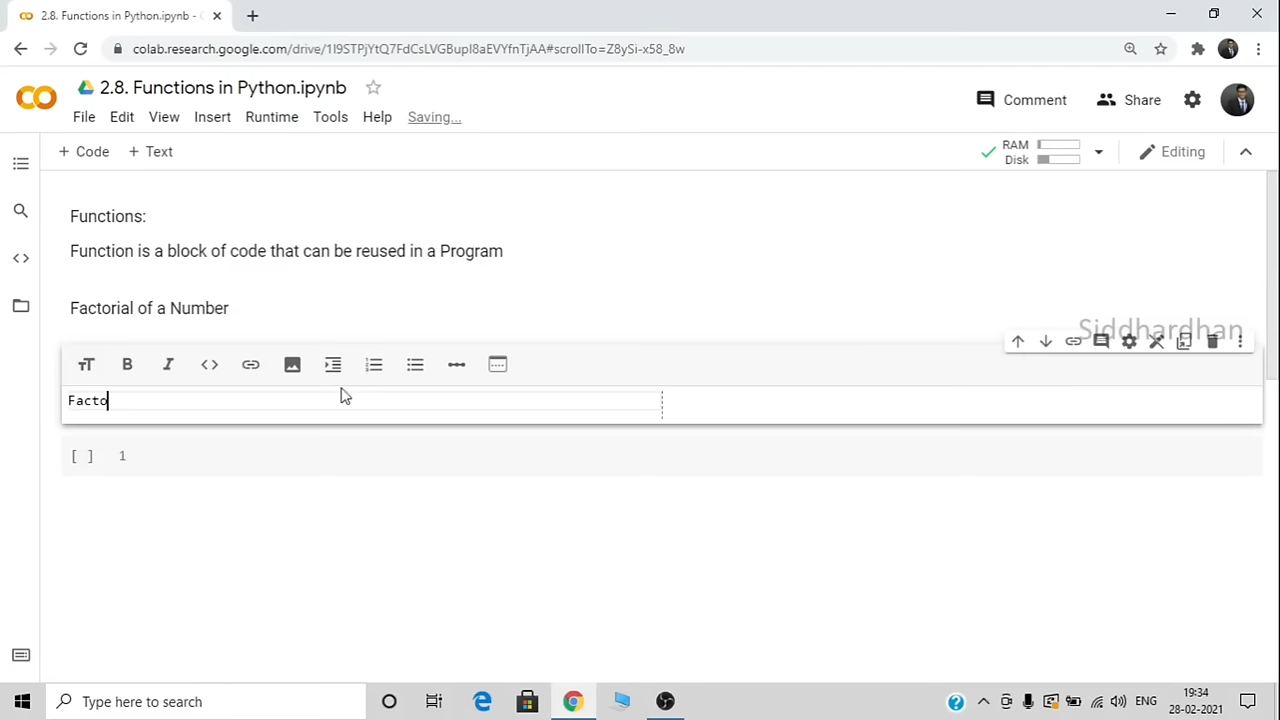 2.8. Functions in Python.ipynb - C
colab.research.google.com/drive/1I9STPjYtQ7FdCsLVGBupI8aEVYfnTjAA#scrollTo=Z8ySi-x58_8w
2.8. Functions in Python.ipynb
File Edit View Insert Runtime Tools Help Saving...
Comment Share
+ Code + Text
RAM
Disk
Editing
Functions:
Function is a block of code that can be reused in a Program
Factorial of a Number
Siddhardhan
Facto
[ ] 1
Type here to search
ENG
19:34
28-02-2021